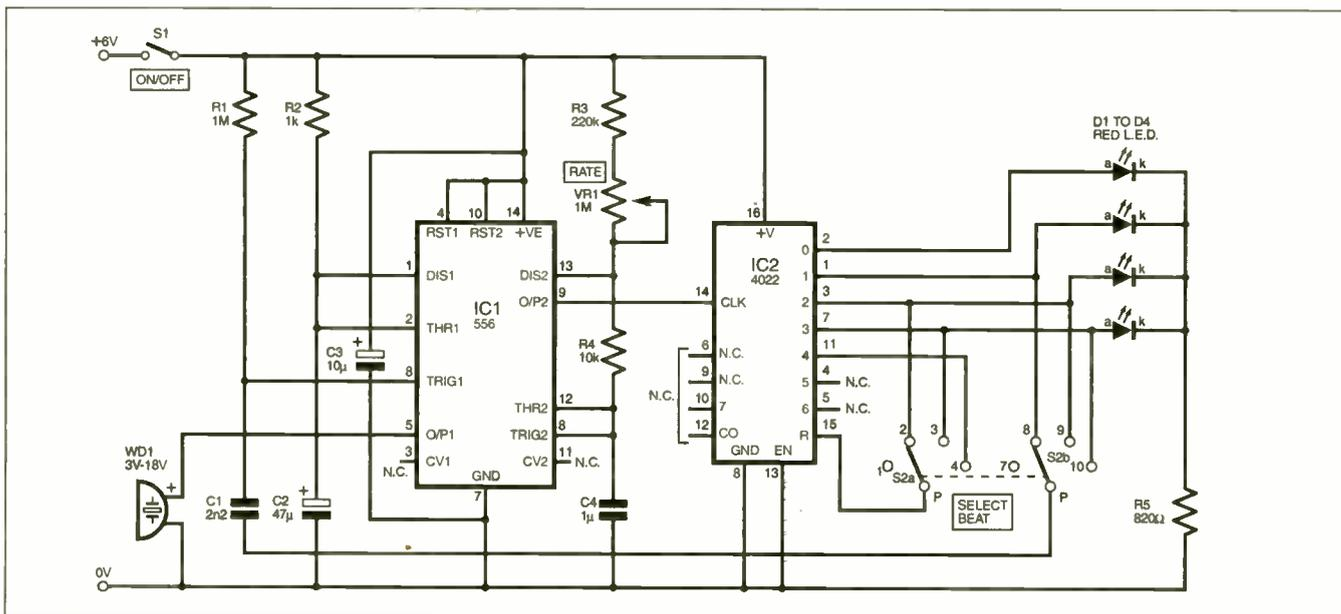 +6V
S1
ON/OFF
R1
1M
R2
1k
R3
220k
RATE
VR1
1M
D1 TO D4
RED L.E.D.
a k
a k
a k
a k
4 10 14
RST1 RST2 +VE
1 DIS1
2 THR1
8 TRIG1
5 O/P1
3 CV1
N.C.
IC1
556
DIS2 13
O/P2 9
THR2 12
TRIG2 8
CV2 11 N.C.
GND
7
C3
10µ
+
R4
10k
C4
1µ
16
+V
IC2
4022
14 CLK
6 N.C.
9 N.C.
10 7
12 CO
N.C.
0 2
1 1
2 3
3 7
4 11
5 4 N.C.
6 5 N.C.
R 15
GND EN
8 13
WD1
3V-18V
+
C1
2n2
C2
47µ
+
2 3 8 9
1 S2a 4 7 S2b 10
P P
SELECT
BEAT
R5
820Ω
0V